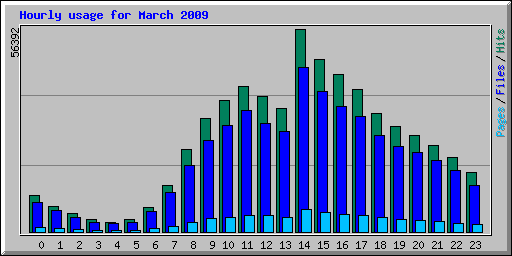 Hourly usage for March 2009
56392
Pages/Files/Hits
0 1 2 3 4 5 6 7 8 9 10 11 12 13 14 15 16 17 18 19 20 21 22 23